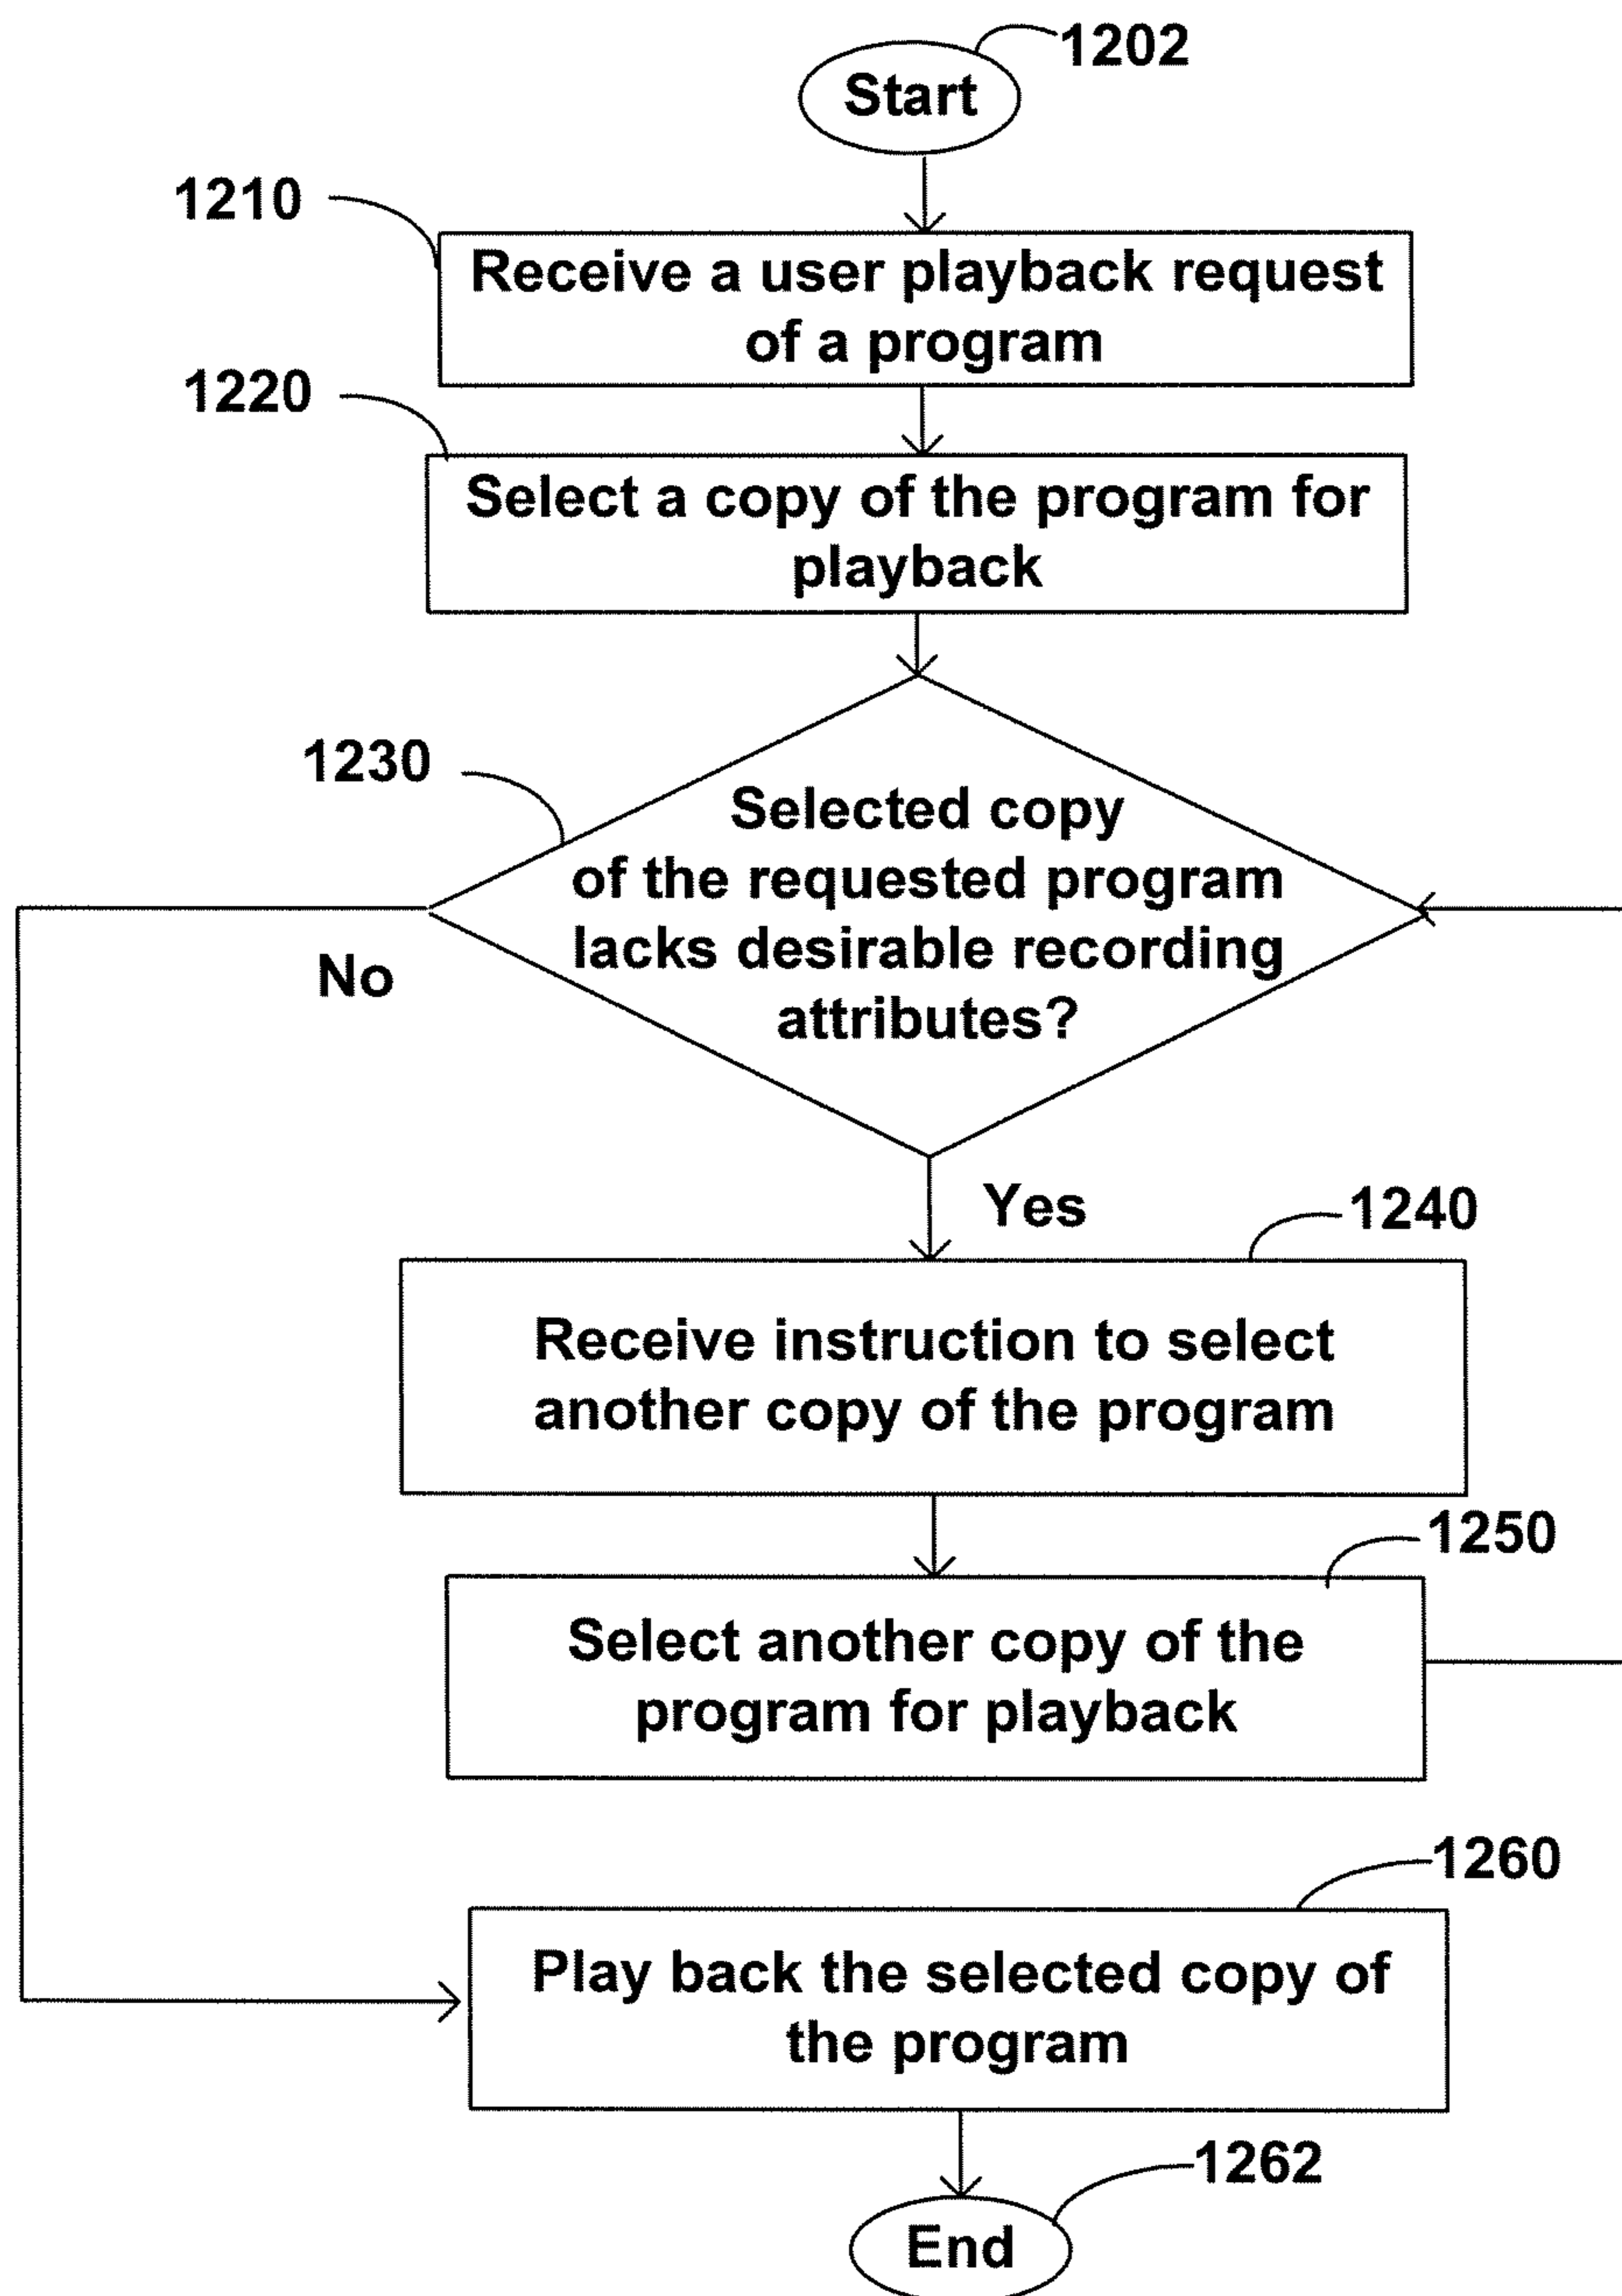 1202
Start
1210
Receive a user playback request
of a program
1220
Select a copy of the program for
playback
1230
Selected copy
of the requested program
lacks desirable recording
attributes?
No
Yes
1240
Receive instruction to select
another copy of the program
1250
Select another copy of the
program for playback
1260
Play back the selected copy of
the program
1262
End